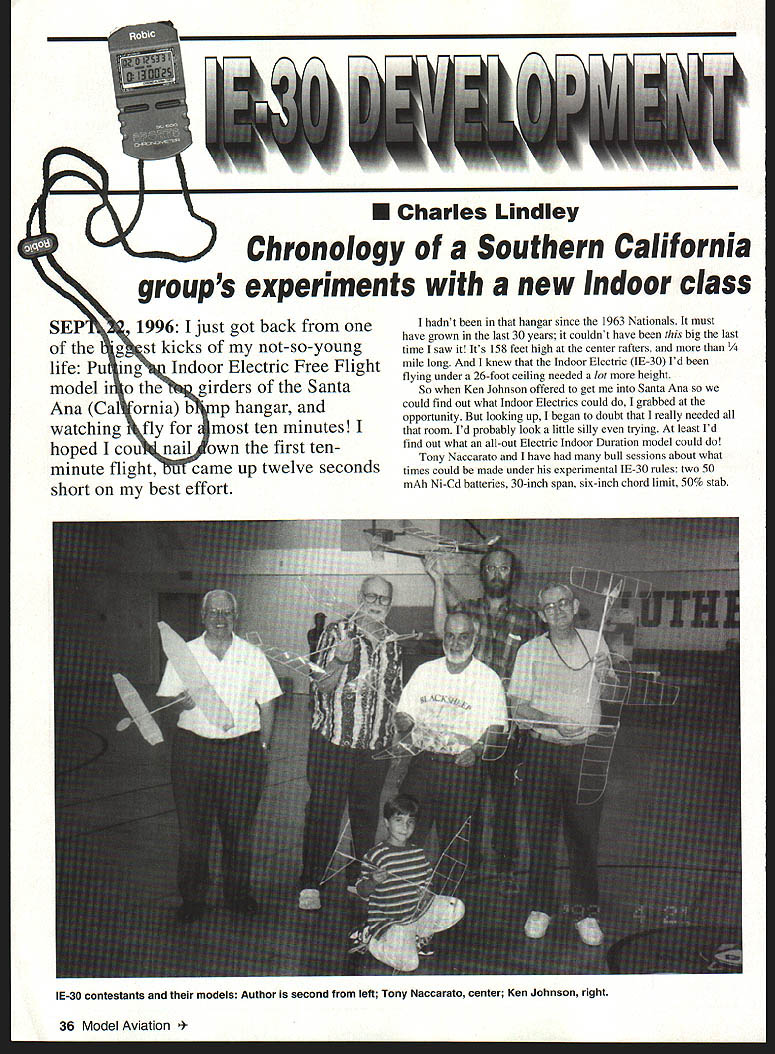 Robic
02 01 25331
0:13'00"25
CHRONOMETER
IE-30 DEVELOPMENT
Robic
■ Charles Lindley
Chronology of a Southern California
group's experiments with a new Indoor class
SEPT. 22, 1996: I just got back from one
of the biggest kicks of my not-so-young
life: Putting an Indoor Electric Free Flight
model into the top girders of the Santa
Ana (California) blimp hangar, and
watching it fly for almost ten minutes! I
hoped I could nail down the first ten-
minute flight, but came up twelve seconds
short on my best effort.
I hadn't been in that hangar since the 1963 Nationals. It must
have grown in the last 30 years; it couldn't have been this big the last
time I saw it! It's 158 feet high at the center rafters, and more than ¼
mile long. And I knew that the Indoor Electric (IE-30) I'd been
flying under a 26-foot ceiling needed a lot more height.
So when Ken Johnson offered to get me into Santa Ana so we
could find out what Indoor Electrics could do, I grabbed at the
opportunity. But looking up, I began to doubt that I really needed all
that room. I'd probably look a little silly even trying. At least I'd
find out what an all-out Electric Indoor Duration model could do!
Tony Naccarato and I have had many bull sessions about what
times could be made under his experimental IE-30 rules: two 50
mAh Ni-Cd batteries, 30-inch span, six-inch chord limit, 50% stab.
UTHE
BLACKSHEEP
4 21
IE-30 contestants and their models: Author is second from left; Tony Naccarato, center; Ken Johnson, right.
36 Model Aviation